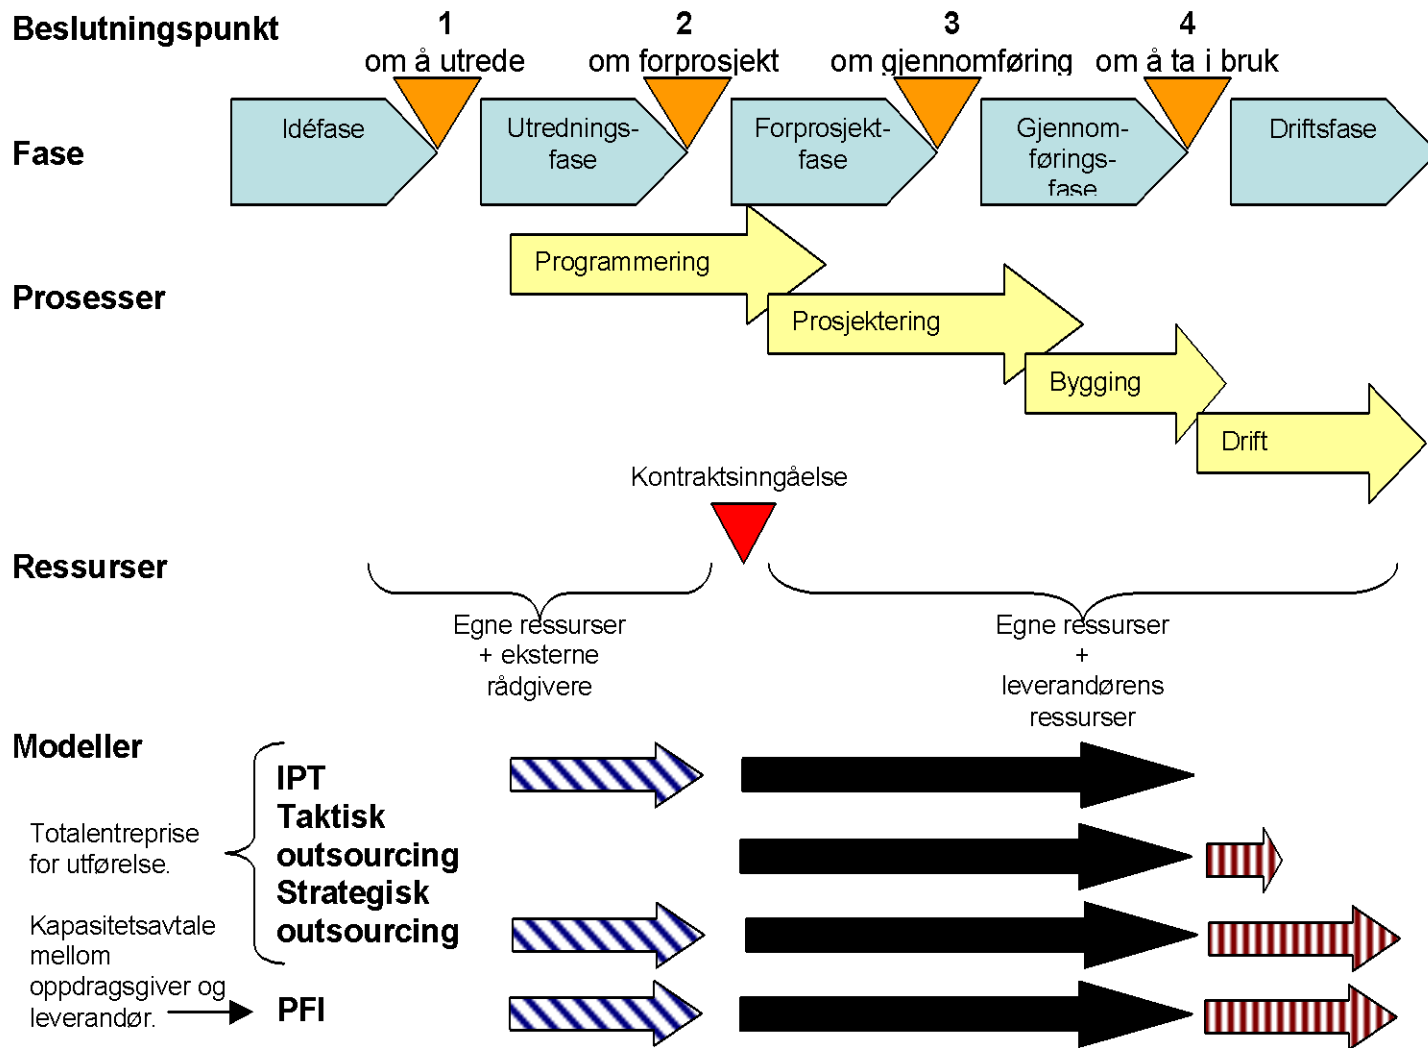 Beslutningspunkt
1
om å utrede
2
om forprosjekt
3
om gjennomføring
4
om å ta i bruk
Fase
Idéfase
Utrednings-
fase
Forprosjekt-
fase
Gjennom-
førings-
fase
Driftsfase
Prosesser
Programmering
Prosjektering
Bygging
Drift
Kontraktsinngåelse
Ressurser
Egne ressurser
+ eksterne
rådgivere
Egne ressurser
+
leverandørens
ressurser
Modeller
Totalentreprise
for utførelse.
IPT
Taktisk
outsourcing
Strategisk
outsourcing
Kapasitetsavtale
mellom
oppdragsgiver og
leverandør.
PFI